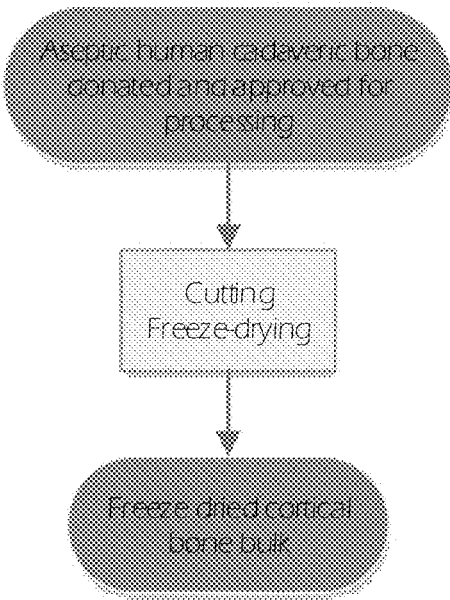 Aseptic human cadaveric bone
donated and approved for
processing
Cutting
Freeze-drying
Freeze dried cortical
bone bulk